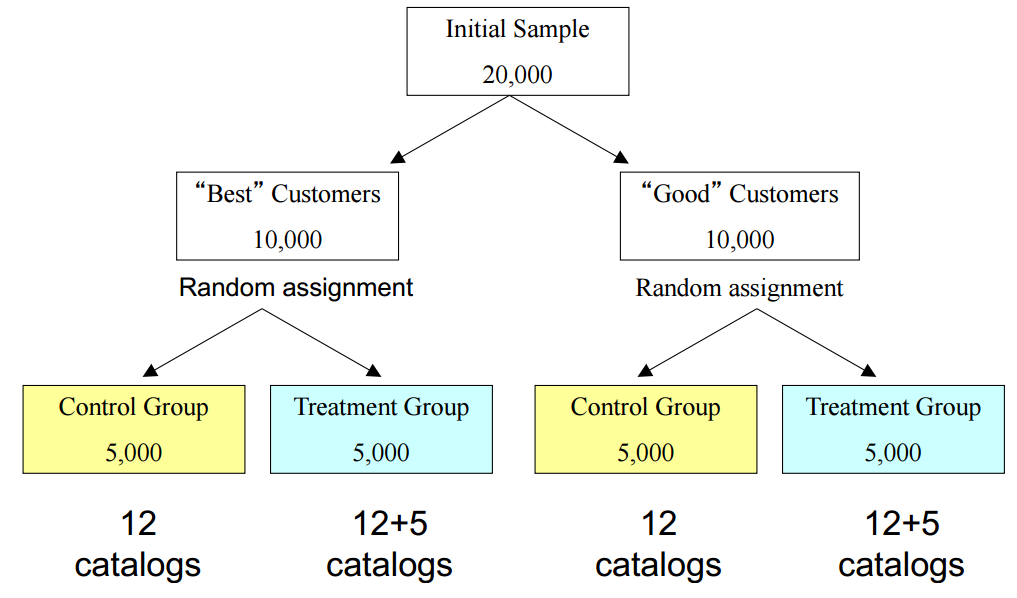 Initial Sample
20,000
“Best” Customers
10,000
“Good” Customers
10,000
Random assignment
Random assignment
Control Group
5,000
Treatment Group
5,000
Control Group
5,000
Treatment Group
5,000
12
catalogs
12+5
catalogs
12
catalogs
12+5
catalogs